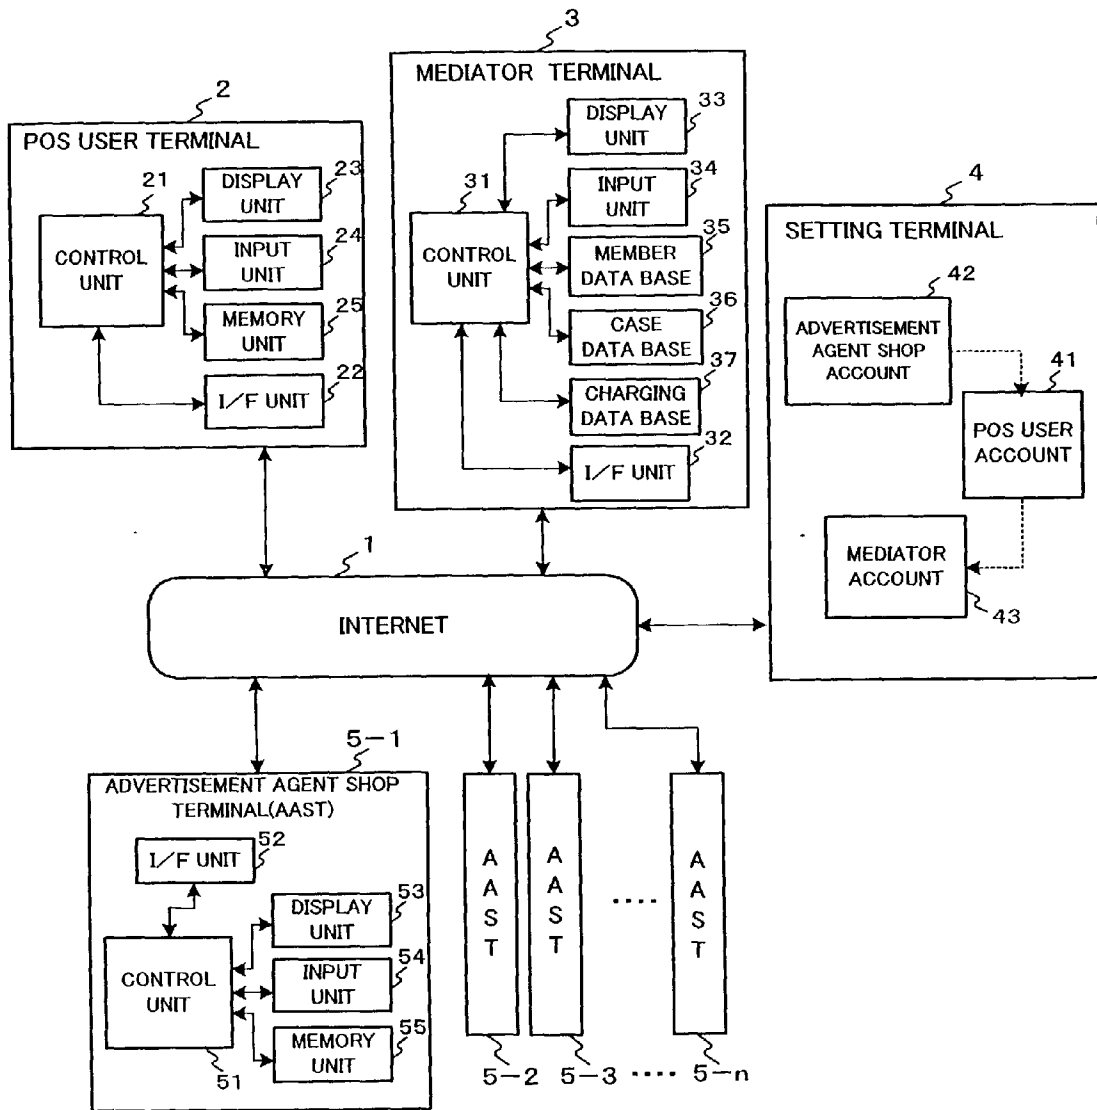 3
MEDIATOR TERMINAL
DISPLAY
UNIT
33
INPUT
UNIT
34
31
CONTROL
UNIT
MEMBER
DATA BASE
35
CASE
DATA BASE
36
CHARGING
DATA BASE
37
I/F UNIT
32
2
POS USER TERMINAL
21
CONTROL
UNIT
DISPLAY
UNIT
23
INPUT
UNIT
24
MEMORY
UNIT
25
I/F UNIT
22
4
SETTING TERMINAL
42
ADVERTISEMENT
AGENT SHOP
ACCOUNT
41
POS USER
ACCOUNT
MEDIATOR
ACCOUNT
43
1
INTERNET
5-1
ADVERTISEMENT AGENT SHOP
TERMINAL(AAST)
I/F UNIT
52
DISPLAY
UNIT
53
CONTROL
UNIT
51
INPUT
UNIT
54
MEMORY
UNIT
55
AAST
AAST
....
AAST
5-2
5-3
....
5-n